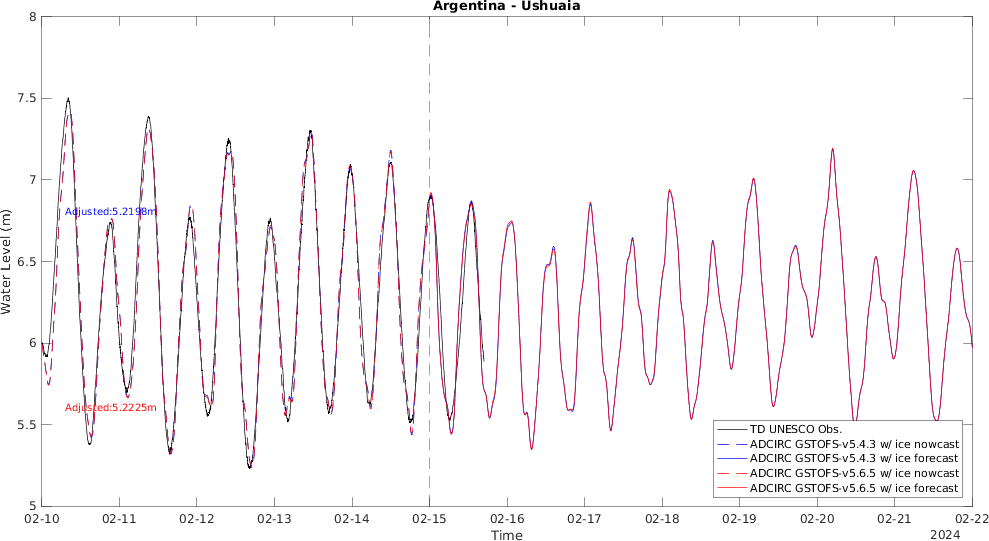 Argentina - Ushuaia
8
7.5
7
6.5
6
5.5
5
Water Level (m)
Adjusted:5.2198m
Adjusted:5.2225m
TD UNESCO Obs.
ADCIRC GSTOFS-v5.4.3 w/ ice nowcast
ADCIRC GSTOFS-v5.4.3 w/ ice forecast
ADCIRC GSTOFS-v5.6.5 w/ ice nowcast
ADCIRC GSTOFS-v5.6.5 w/ ice forecast
02-10 02-11 02-12 02-13 02-14 02-15 02-16 02-17 02-18 02-19 02-20 02-21 02-22
Time
2024